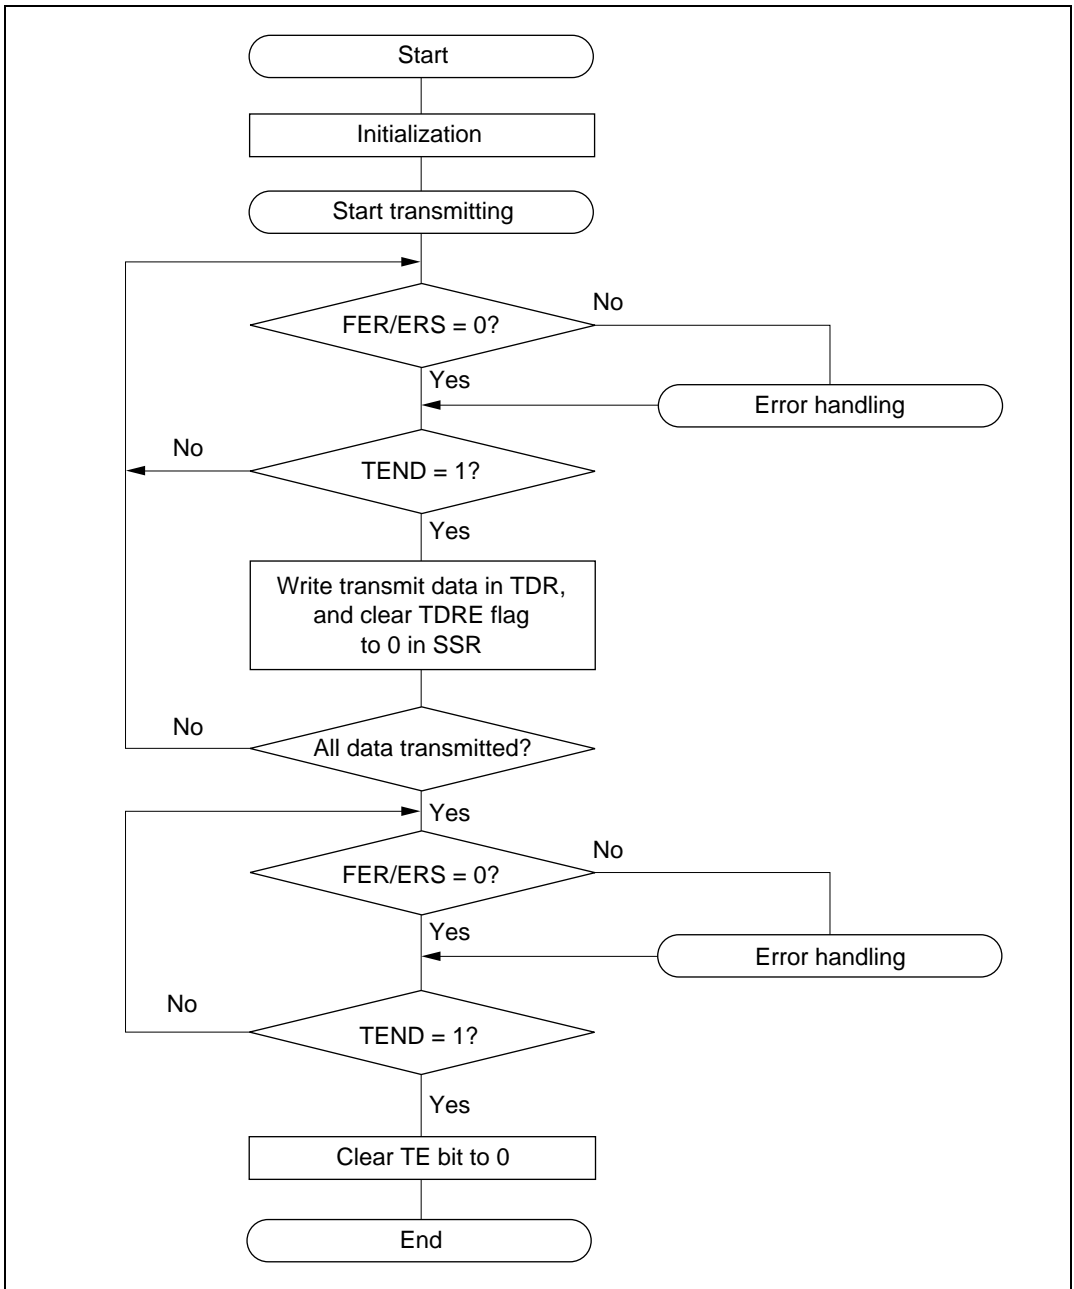 Start
Initialization
Start transmitting
FER/ERS = 0?
No
Yes
Error handling
No
TEND = 1?
Yes
Write transmit data in TDR,
and clear TDRE flag
to 0 in SSR
No
All data transmitted?
Yes
FER/ERS = 0?
No
Yes
Error handling
No
TEND = 1?
Yes
Clear TE bit to 0
End